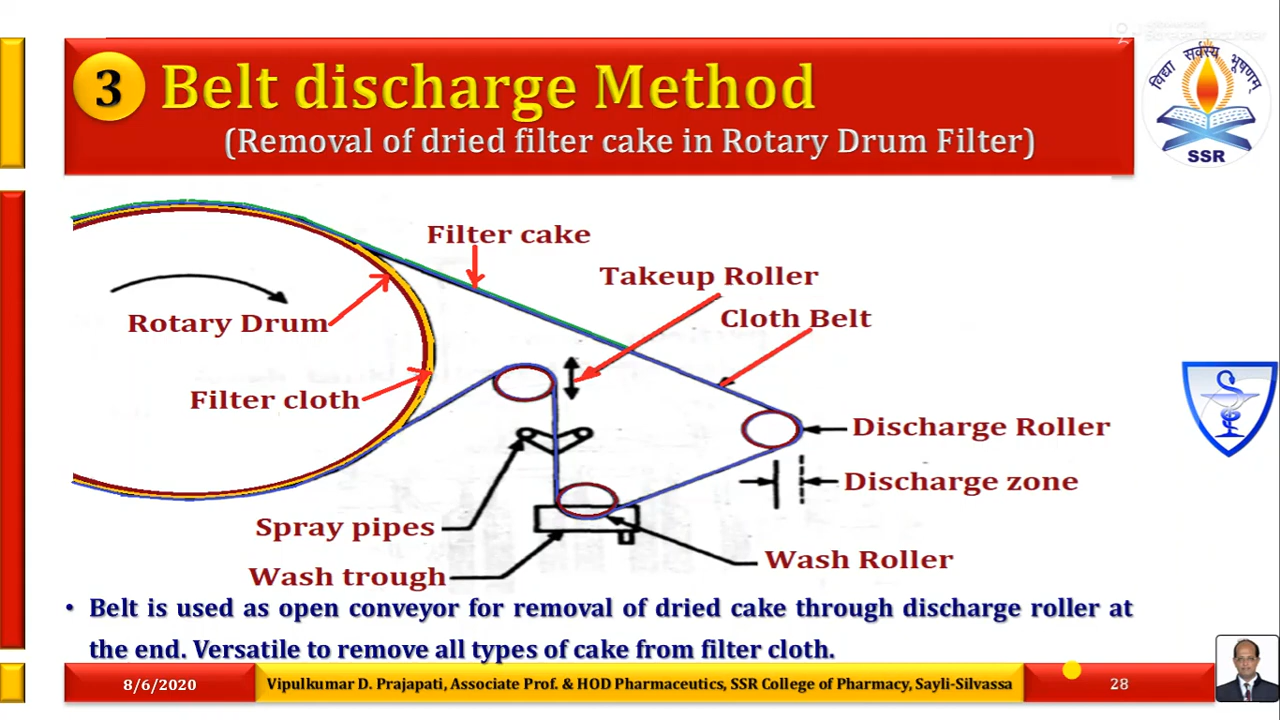 3 Belt discharge Method
(Removal of dried filter cake in Rotary Drum Filter)
विद्या सर्वस्य भूषणम्
SSR
Filter cake
Takeup Roller
Cloth Belt
Rotary Drum
Filter cloth
Discharge Roller
Discharge zone
Spray pipes
Wash Roller
Wash trough
• Belt is used as open conveyor for removal of dried cake through discharge roller at
the end. Versatile to remove all types of cake from filter cloth.
8/6/2020
Vipulkumar D. Prajapati, Associate Prof. & HOD Pharmaceutics, SSR College of Pharmacy, Sayli-Silvassa
28